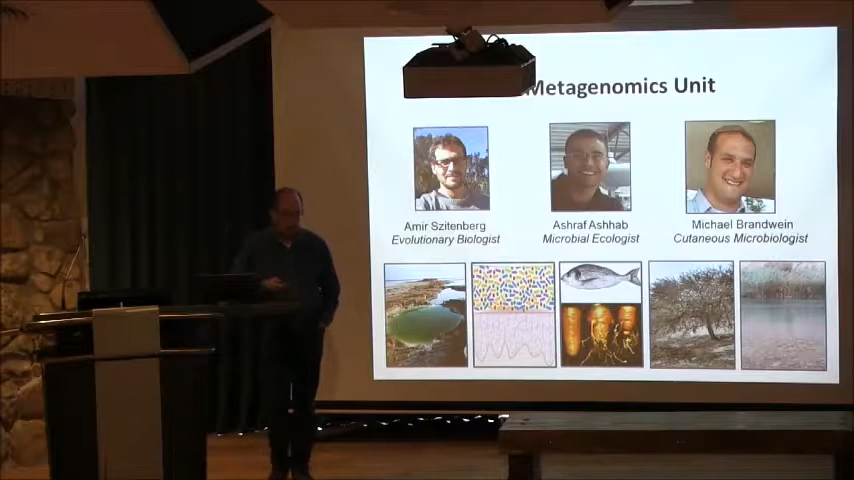 Metagenomics Unit
Amir Szitenberg
Evolutionary Biologist
Ashraf Ashhab
Microbial Ecologist
Michael Brandwein
Cutaneous Microbiologist